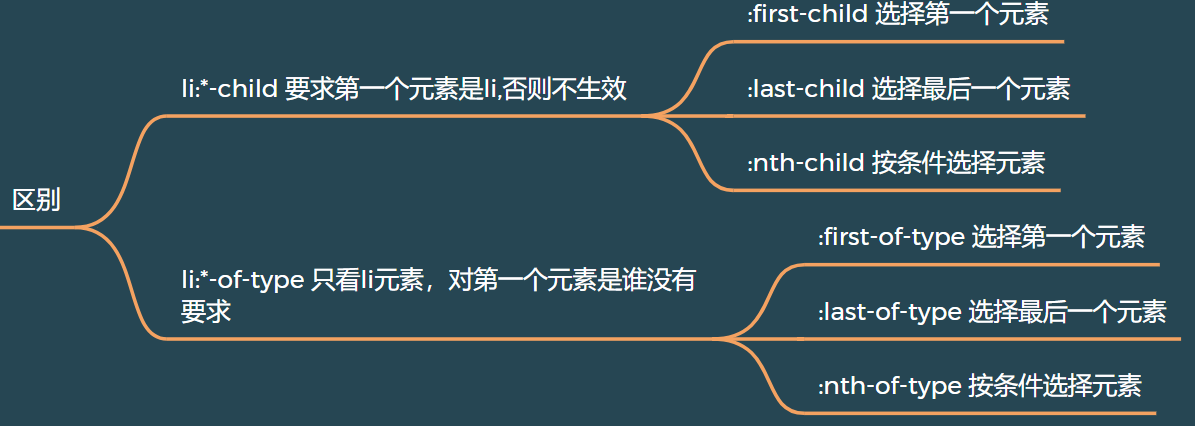 区别
li:*-child 要求第一个元素是li,否则不生效
:first-child 选择第一个元素
:last-child 选择最后一个元素
:nth-child 按条件选择元素
li:*-of-type 只看li元素，对第一个元素是谁没有
要求
:first-of-type 选择第一个元素
:last-of-type 选择最后一个元素
:nth-of-type 按条件选择元素